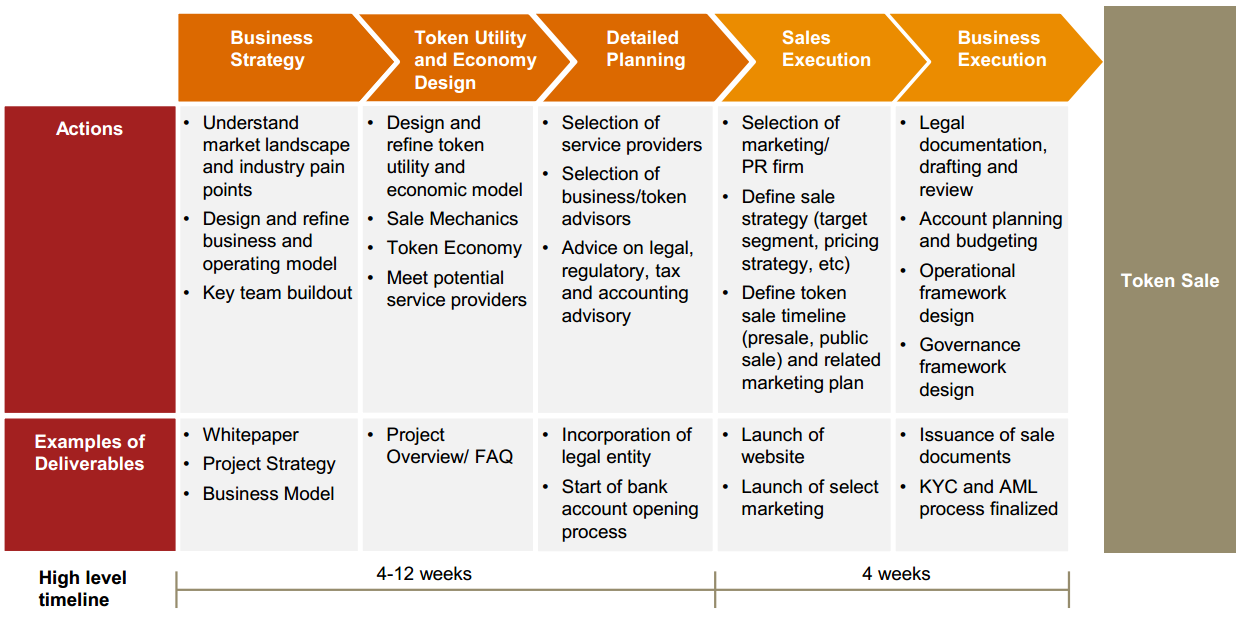 Business
Strategy
Token Utility
and Economy
Design
Detailed
Planning
Sales
Execution
Business
Execution
Token Sale
Actions
• Understand
market landscape
and industry pain
points
• Design and refine
business and
operating model
• Key team buildout
• Design and
refine token
utility and
economic model
• Sale Mechanics
• Token Economy
• Meet potential
service providers
• Selection of
service providers
• Selection of
business/token
advisors
• Advice on legal,
regulatory, tax
and accounting
advisory
• Selection of
marketing/
PR firm
• Define sale
strategy (target
segment, pricing
strategy, etc)
• Define token
sale timeline
(presale, public
sale) and related
marketing plan
• Legal
documentation,
drafting and
review
• Account planning
and budgeting
• Operational
framework
design
• Governance
framework
design
Examples of
Deliverables
• Whitepaper
• Project Strategy
• Business Model
• Project
Overview/ FAQ
• Incorporation of
legal entity
• Start of bank
account opening
process
• Launch of
website
• Launch of select
marketing
• Issuance of sale
documents
• KYC and AML
process finalized
High level
timeline
4-12 weeks
4 weeks